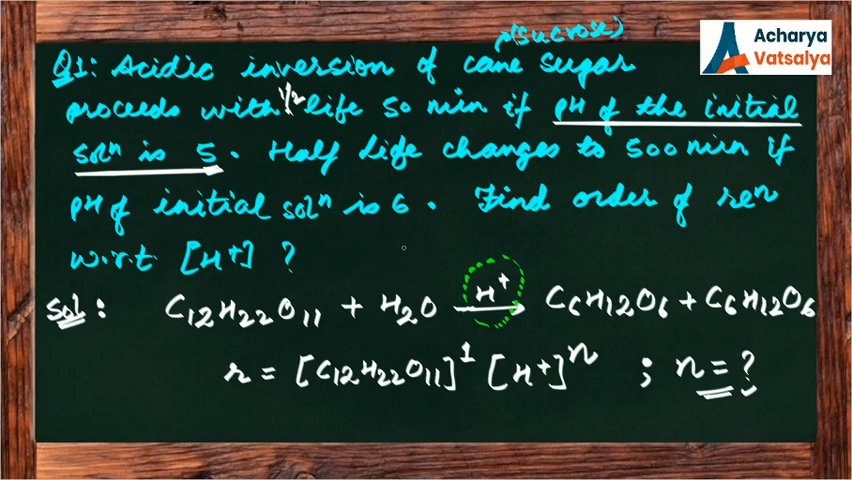 (sucrose)
Acharya
Vatsalya
Q1: Acidic inversion of cane sugar
proceeds with 1/2 life 50 min if pH of the initial
solⁿ is 5. Half life changes to 500 min if
pH of initial solⁿ is 6. Find order of reⁿ
w.r.t. [H+] ?
Sol: C12H22O11 + H2O H+ → C6H12O6 + C6H12O6
r = [C12H22O11]¹ [H+]ⁿ ; n = ?